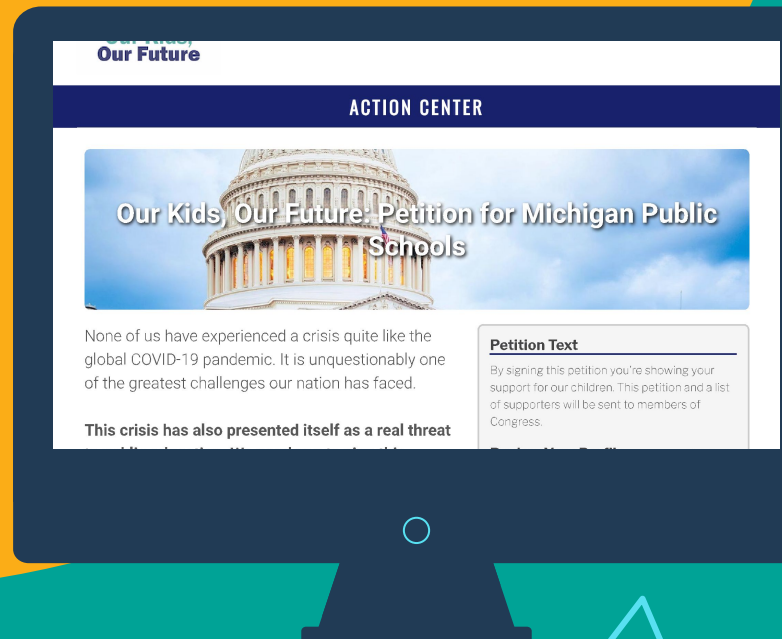 Our Kids,
Our Future
ACTION CENTER
Our Kids, Our Future: Petition for Michigan Public
Schools
None of us have experienced a crisis quite like the
global COVID-19 pandemic. It is unquestionably one
of the greatest challenges our nation has faced.
This crisis has also presented itself as a real threat
Petition Text
By signing this petition you're showing your
support for our children. This petition and a list
of supporters will be sent to members of
Congress.